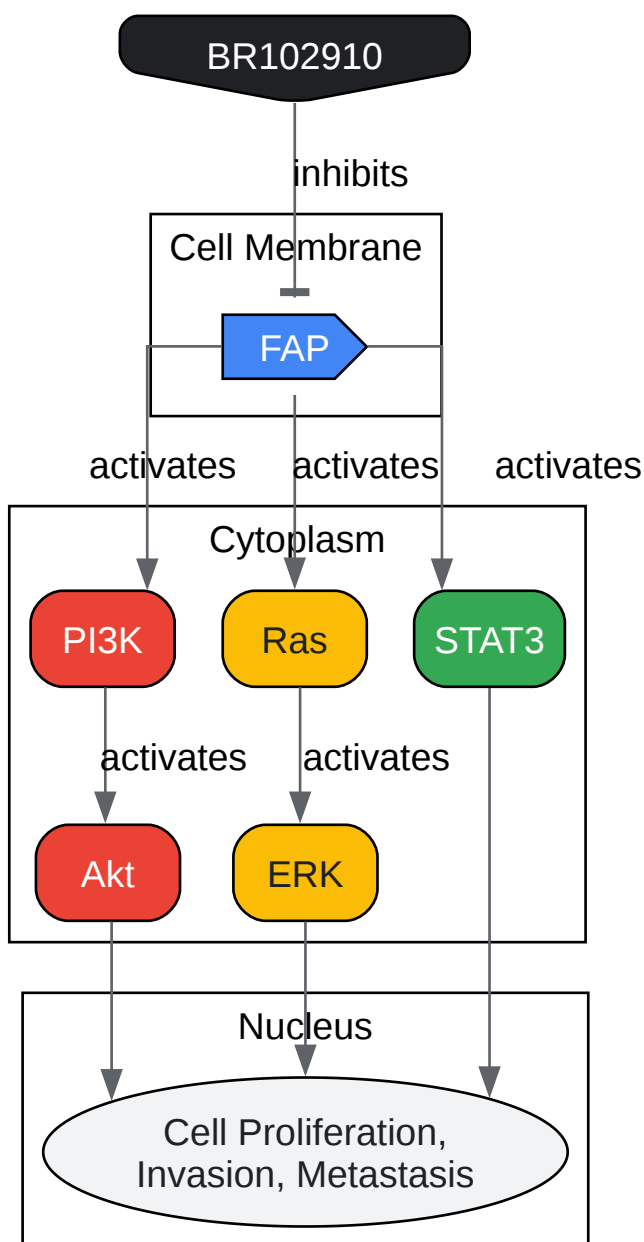 BR102910
inhibits
Cell Membrane
FAP
activates
activates
activates
Cytoplasm
PI3K
Ras
STAT3
activates
activates
Akt
ERK
Nucleus
Cell Proliferation,
Invasion, Metastasis